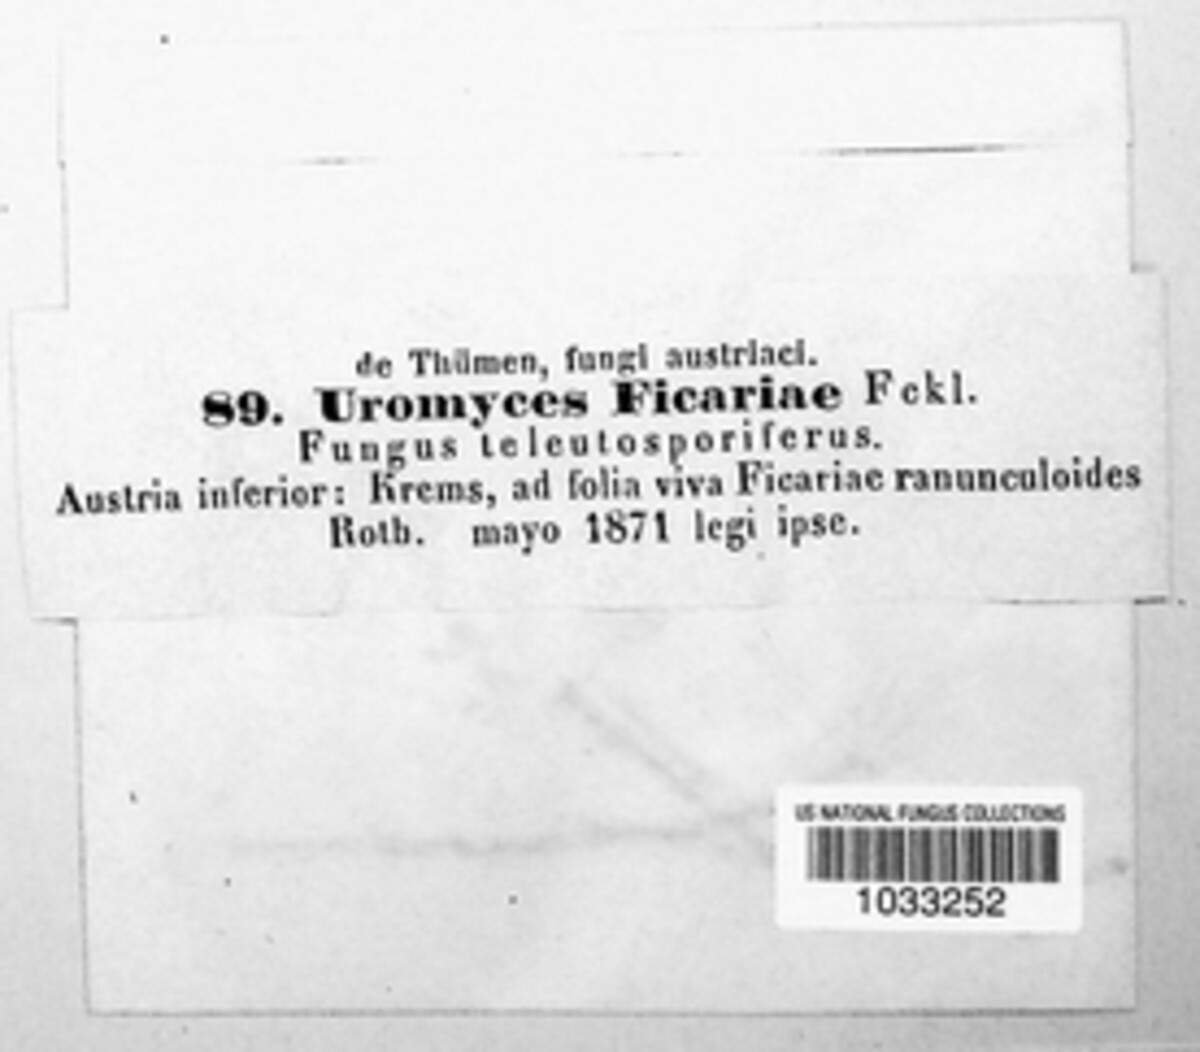 de Thümen, fungi austriaci.
89. Uromyces Ficariae Fckl.
Fungus teleutosporiferus.
Austria inferior: Krems, ad folia viva Ficariae ranunculoides
Roth. mayo 1871 legi ipse.
US NATIONAL FUNGUS COLLECTIONS
1033252